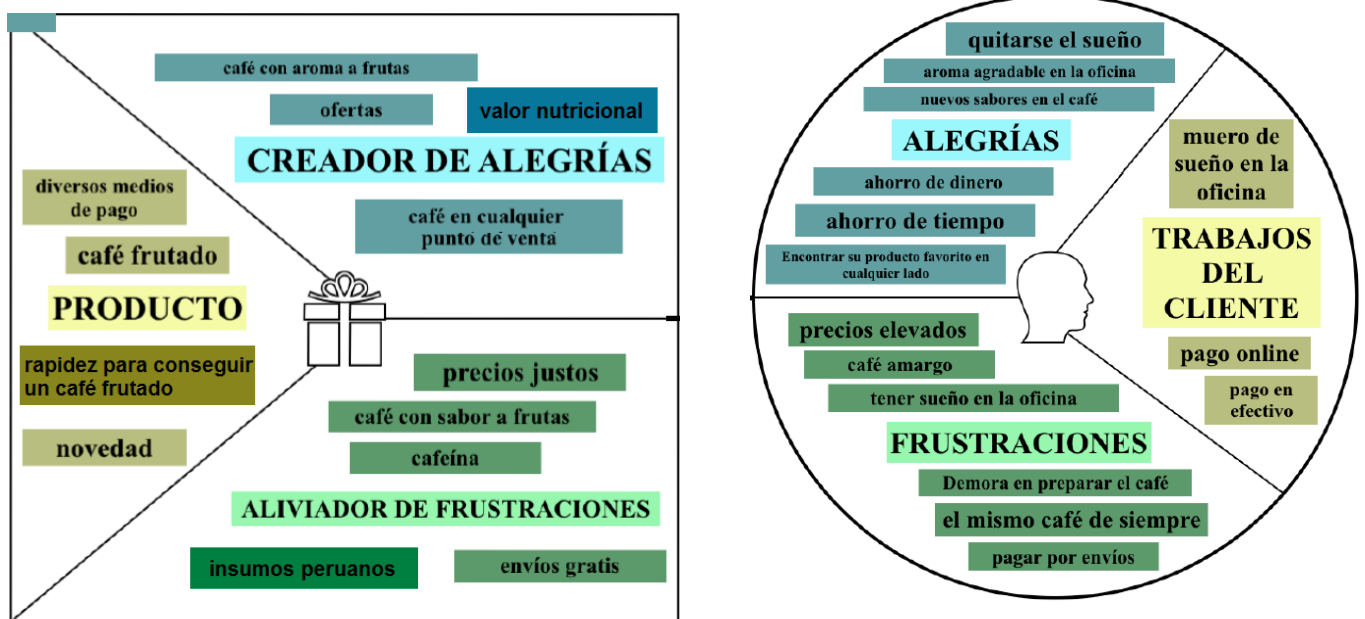 café con aroma a frutas
ofertas
valor nutricional
CREADOR DE ALEGRÍAS
café en cualquier
punto de venta
diversos medios
de pago
café frutado
PRODUCTO
rapidez para conseguir
un café frutado
novedad
precios justos
café con sabor a frutas
cafeína
ALIVIADOR DE FRUSTRACIONES
insumos peruanos
envíos gratis
quitarse el sueño
aroma agradable en la oficina
nuevos sabores en el café
ALEGRÍAS
ahorro de dinero
ahorro de tiempo
Encontrar su producto favorito en
cualquier lado
muero de
sueño en la
oficina
TRABAJOS
DEL
CLIENTE
pago online
pago en
efectivo
precios elevados
café amargo
tener sueño en la oficina
FRUSTRACIONES
Demora en preparar el café
el mismo café de siempre
pagar por envíos